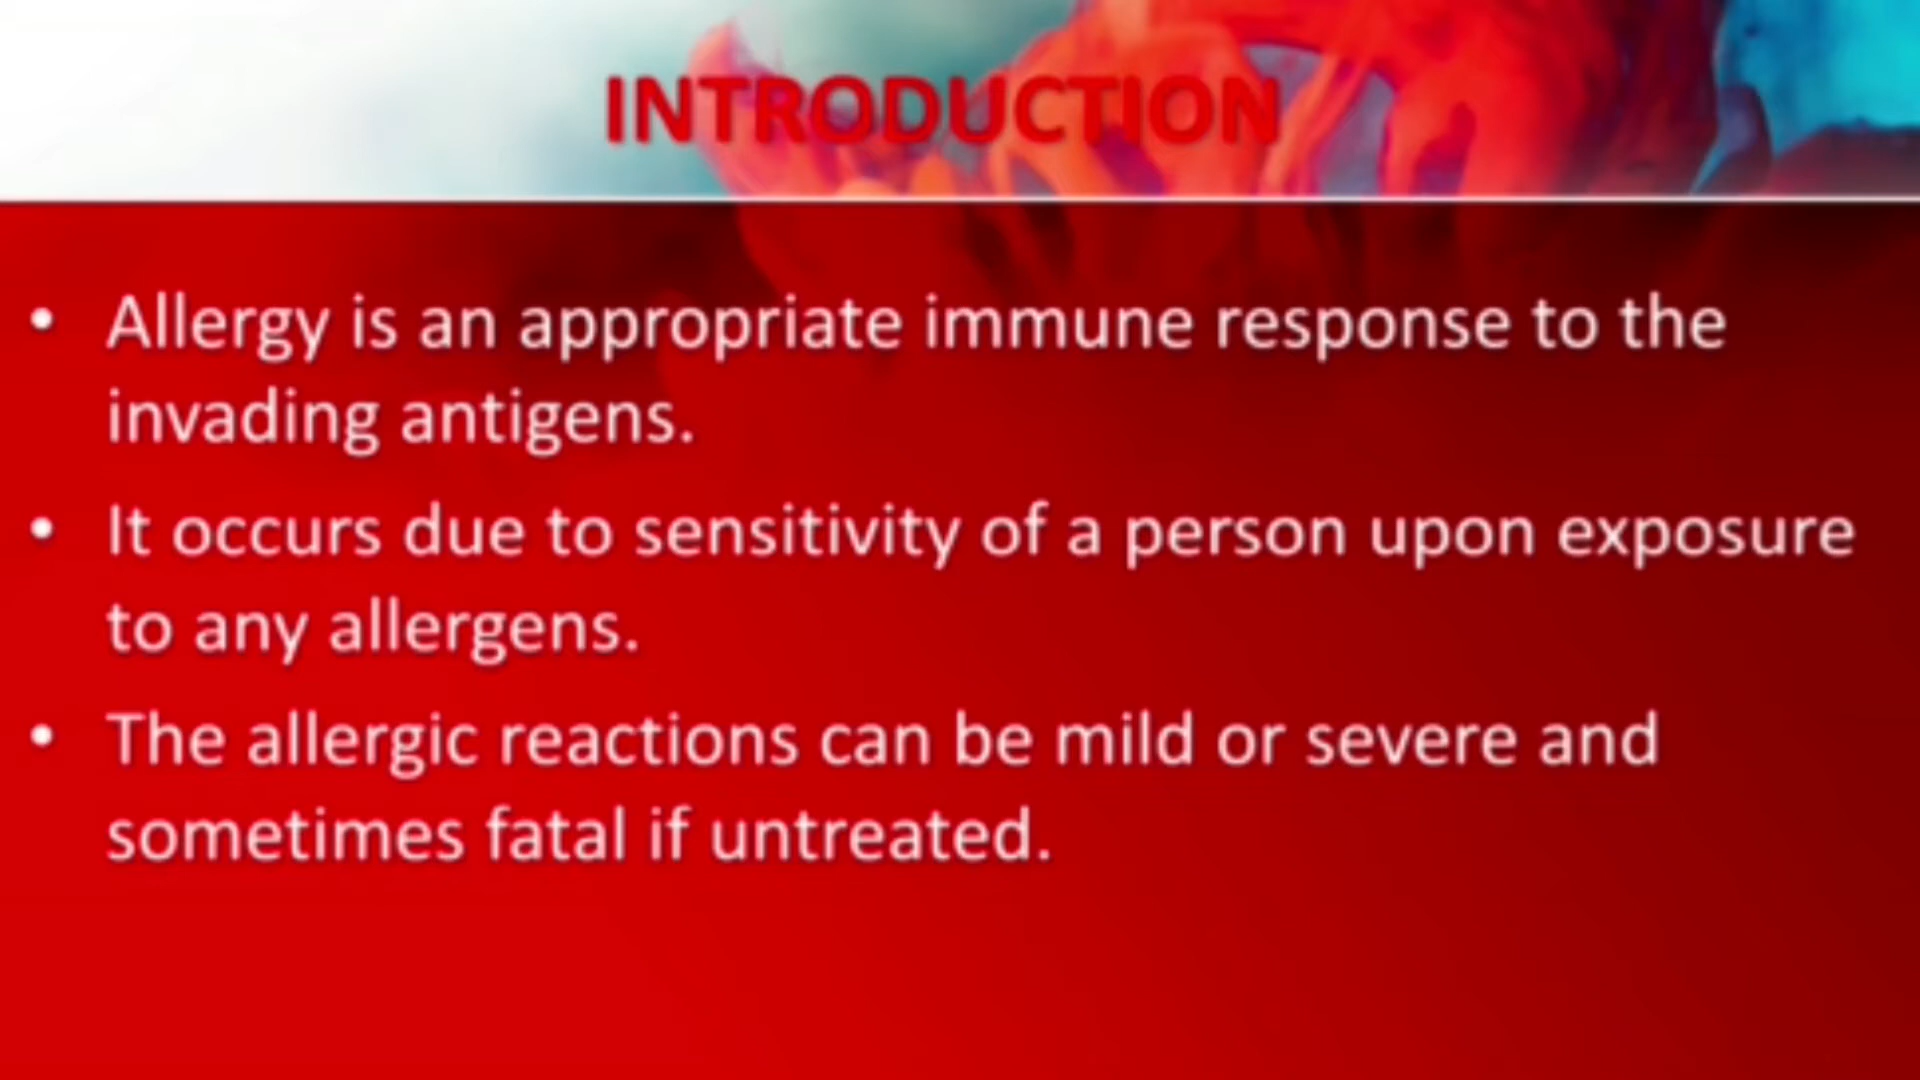 INTRODUCTION
• Allergy is an appropriate immune response to the
invading antigens.
• It occurs due to sensitivity of a person upon exposure
to any allergens.
• The allergic reactions can be mild or severe and
sometimes fatal if untreated.